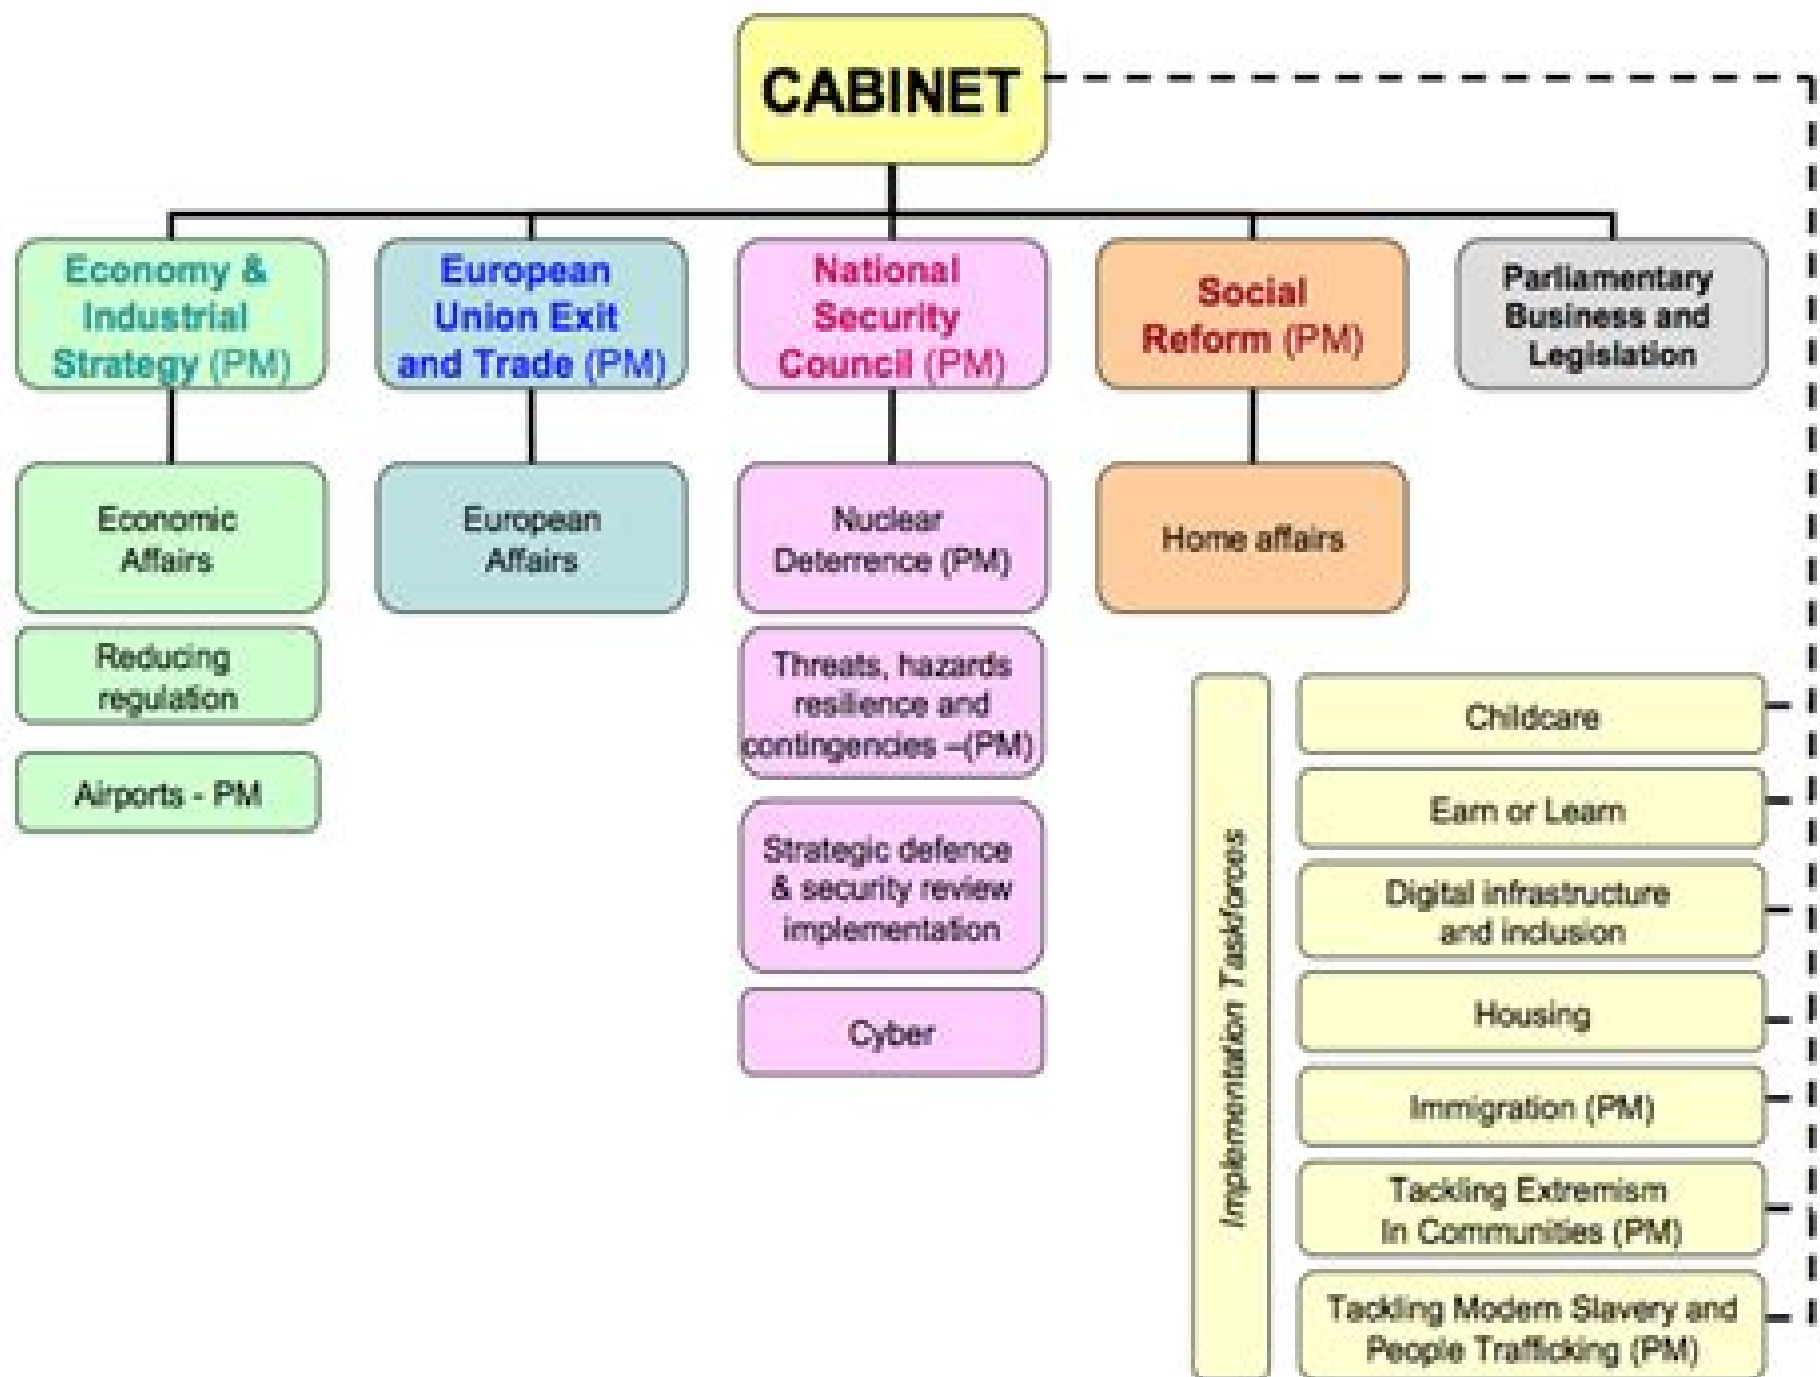 CABINET
Economy &
Industrial
Strategy (PM)
European
Union Exit
and Trade (PM)
National
Security
Council (PM)
Social
Reform (PM)
Parliamentary
Business and
Legislation
Economic
Affairs
European
Affairs
Nuclear
Deterrence (PM)
Home affairs
Reducing
regulation
Threats, hazards
resilience and
contingencies –(PM)
Airports - PM
Strategic defence
& security review
implementation
Cyber
Implementation Taskforces
Childcare
Earn or Learn
Digital infrastructure
and inclusion
Housing
Immigration (PM)
Tackling Extremism
In Communities (PM)
Tackling Modern Slavery and
People Trafficking (PM)